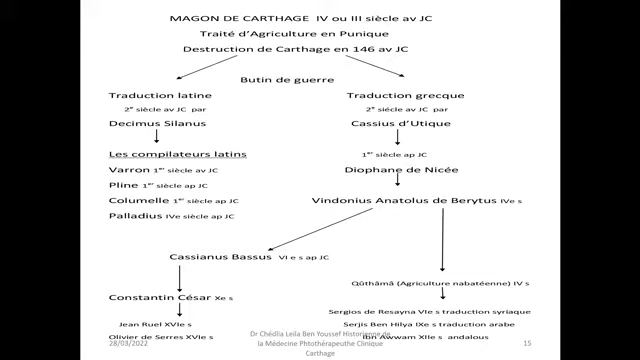 MAGON DE CARTHAGE IV ou III siècle av JC
Traité d'Agriculture en Punique
Destruction de Carthage en 146 av JC
Butin de guerre
Traduction latine
2e siècle av JC par
Decimus Silanus
Les compilateurs latins
Varron 1er siècle av JC
Pline 1er siècle ap JC
Columelle 1er siècle ap JC
Palladius IVe siècle ap JC
Traduction grecque
2e siécle av JC par
Cassius d'Utique
1er siècle ap JC
Diophane de Nicée
Vindonius Anatolus de Berytus IVe s
Cassianus Bassus VI e s ap JC
Constantin César Xe s
Jean Ruel XVIe s
Olivier de Serres XVIe s
Qûthâmâ (Agriculture nabatéenne) IV s
Sergios de Resayna VIe s traduction syriaque
Serjis Ben Hilya IXe s traduction arabe
Ibn Awwam XIIe s andalous
28/03/2022
Dr Chédlia Leila Ben Youssef Historienne de
la Médecine Phtothérapeuthe Clinique
Carthage
15